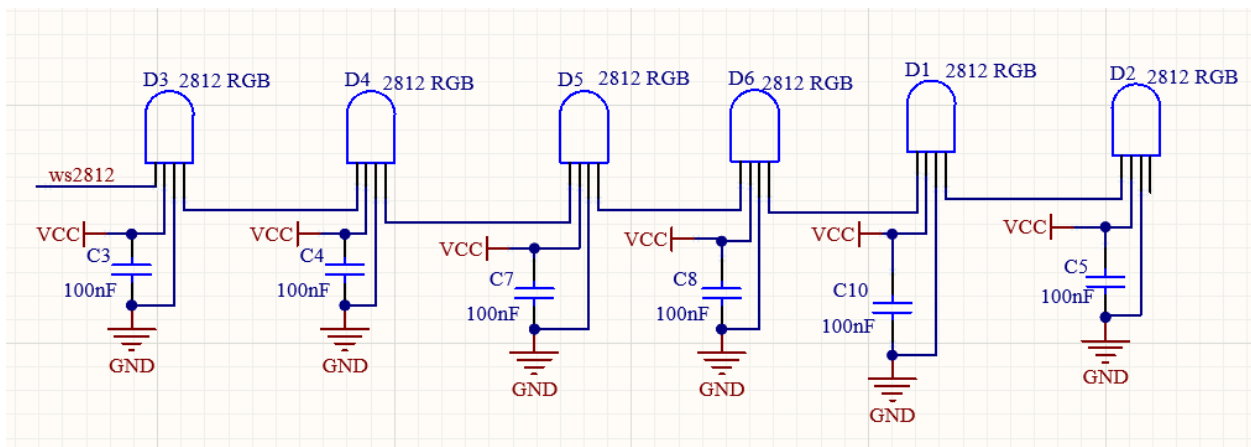 D3 2812 RGB
D4 2812 RGB
D5 2812 RGB
D6 2812 RGB
D1 2812 RGB
D2 2812 RGB
ws2812
VCC
C3
100nF
GND
VCC
C4
100nF
GND
VCC
C7
100nF
GND
VCC
C8
100nF
GND
VCC
C10
100nF
GND
VCC
C5
100nF
GND